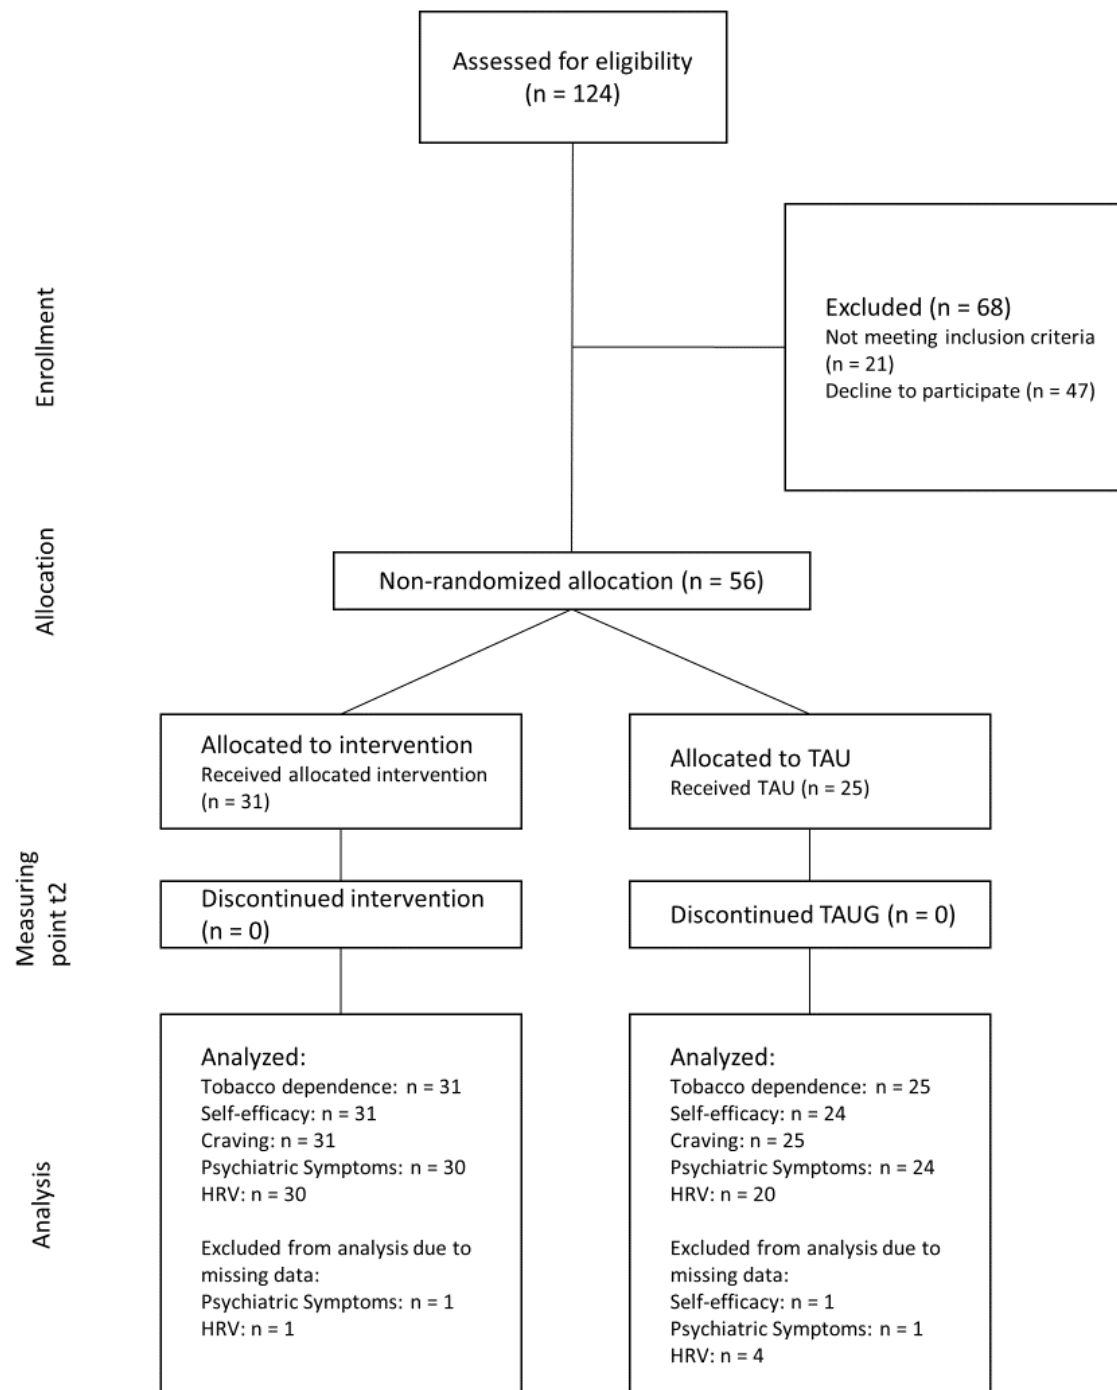 Assessed for eligibility
(n = 124)
Enrollment
Excluded (n = 68)
Not meeting inclusion criteria
(n = 21)
Decline to participate (n = 47)
Allocation
Non-randomized allocation (n = 56)
Allocated to intervention
Received allocated intervention
(n = 31)
Allocated to TAU
Received TAU (n = 25)
Measuring
point t2
Discontinued intervention
(n = 0)
Discontinued TAUG (n = 0)
Analysis
Analyzed:
Tobacco dependence: n = 31
Self-efficacy: n = 31
Craving: n = 31
Psychiatric Symptoms: n = 30
HRV: n = 30
Excluded from analysis due to
missing data:
Psychiatric Symptoms: n = 1
HRV: n = 1
Analyzed:
Tobacco dependence: n = 25
Self-efficacy: n = 24
Craving: n = 25
Psychiatric Symptoms: n = 24
HRV: n = 20
Excluded from analysis due to
missing data:
Self-efficacy: n = 1
Psychiatric Symptoms: n = 1
HRV: n = 4